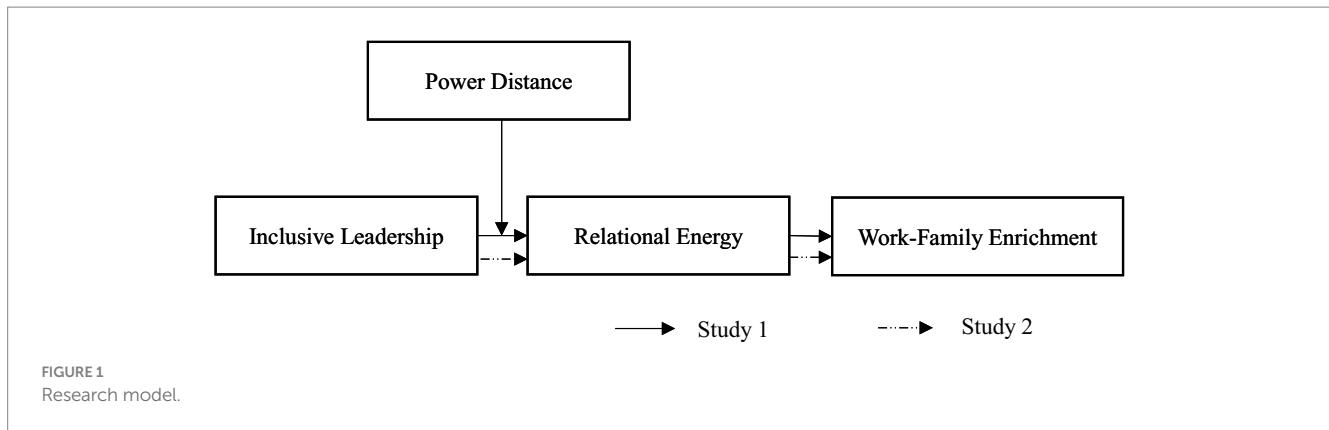 Power Distance
Inclusive Leadership
Relational Energy
Work-Family Enrichment
Study 1
Study 2
FIGURE 1
Research model.